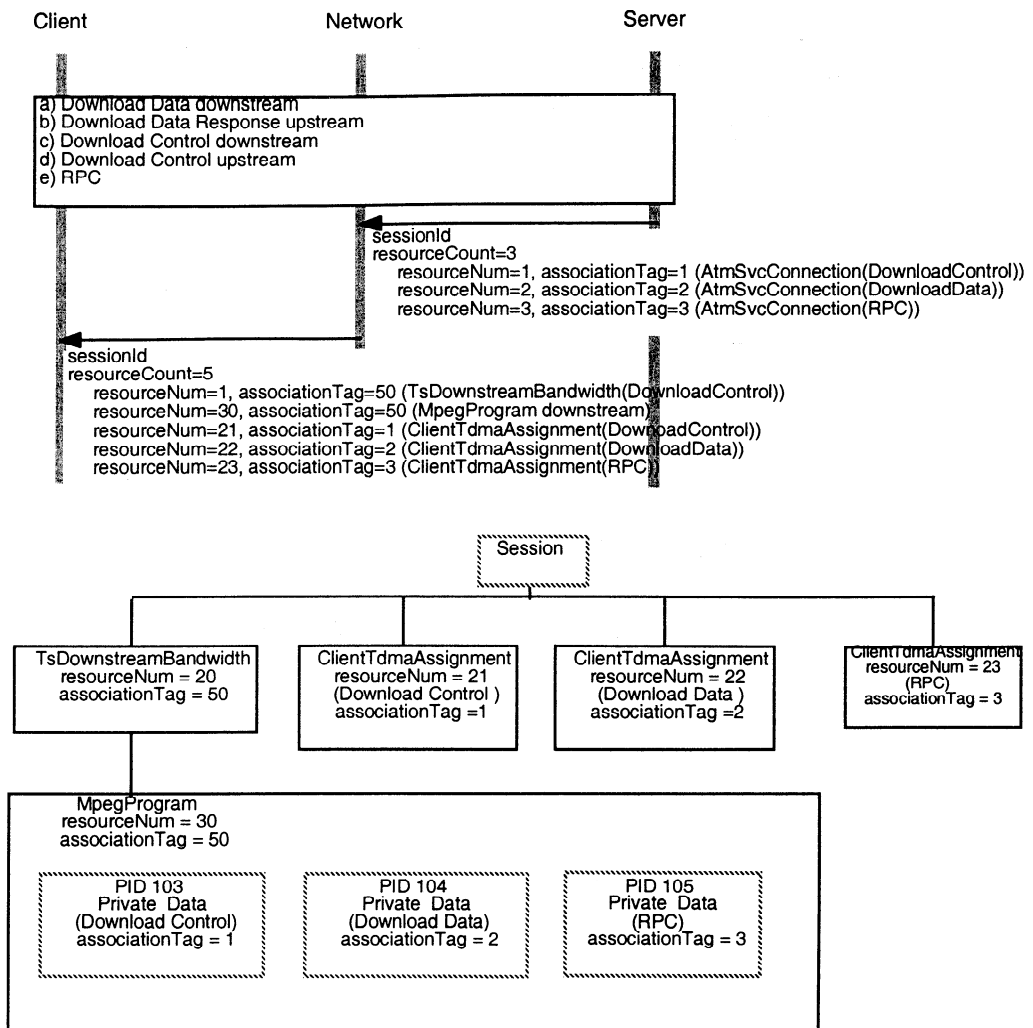 Client Network Server
a) Download Data downstream
b) Download Data Response upstream
c) Download Control downstream
d) Download Control upstream
e) RPC
sessionId
resourceCount=3
resourceNum=1, associationTag=1 (AtmSvcConnection(DownloadControl))
resourceNum=2, associationTag=2 (AtmSvcConnection(DownloadData))
resourceNum=3, associationTag=3 (AtmSvcConnection(RPC))
sessionId
resourceCount=5
resourceNum=1, associationTag=50 (TsDownstreamBandwidth(DownloadControl))
resourceNum=30, associationTag=50 (MpegProgram downstream)
resourceNum=21, associationTag=1 (ClientTdmaAssignment(DownloadControl))
resourceNum=22, associationTag=2 (ClientTdmaAssignment(DownloadData))
resourceNum=23, associationTag=3 (ClientTdmaAssignment(RPC)
Session
TsDownstreamBandwidth
resourceNum = 20
associationTag = 50
ClientTdmaAssignment
resourceNum = 21
(Download Control )
associationTag =1
ClientTdmaAssignment
resourceNum = 22
(Download Data )
associationTag =2
ClientTdmaAssignment
resourceNum = 23
(RPC)
associationTag = 3
MpegProgram
resourceNum = 30
associationTag = 50
PID 103
Private Data
(Download Control)
associationTag = 1
PID 104
Private Data
(Download Data)
associationTag = 2
PID 105
Private Data
(RPC)
associationTag = 3